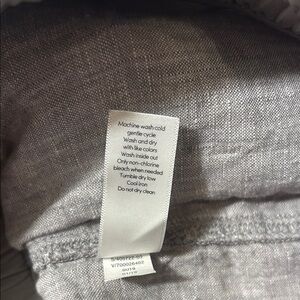 Machine wash cold
gentle cycle
Wash and dry
with like colors
Wash inside out
Only non-chlorine
bleach when needed
Tumble dry low
Cool iron
Do not dry clean